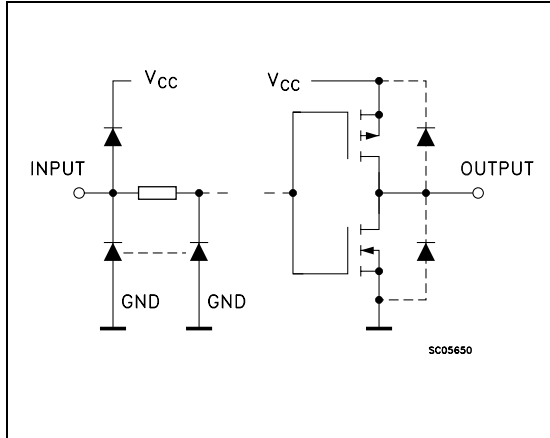 VCC
VCC
INPUT
OUTPUT
GND
GND
SC05650